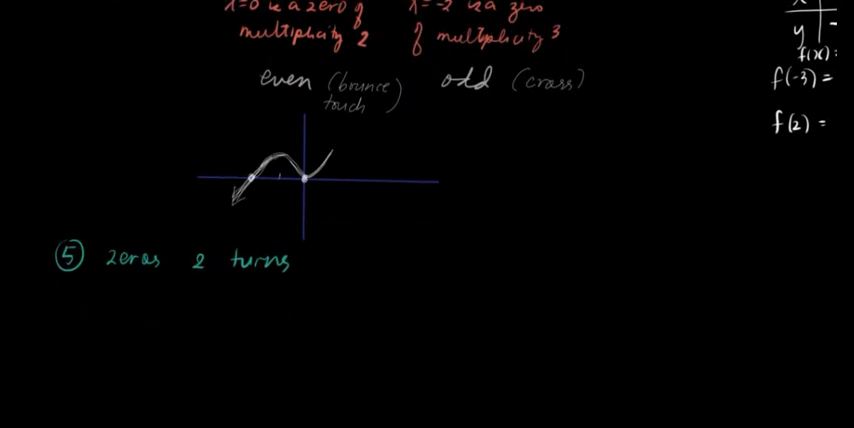 x=0 is a zero of
multiplicity 2
x=-2 is a zero
of multiplicity 3
even (bounce
touch)
odd (cross)
x
y
f(x):
f(-3) =
f(2) =
⑤ zeros & turns